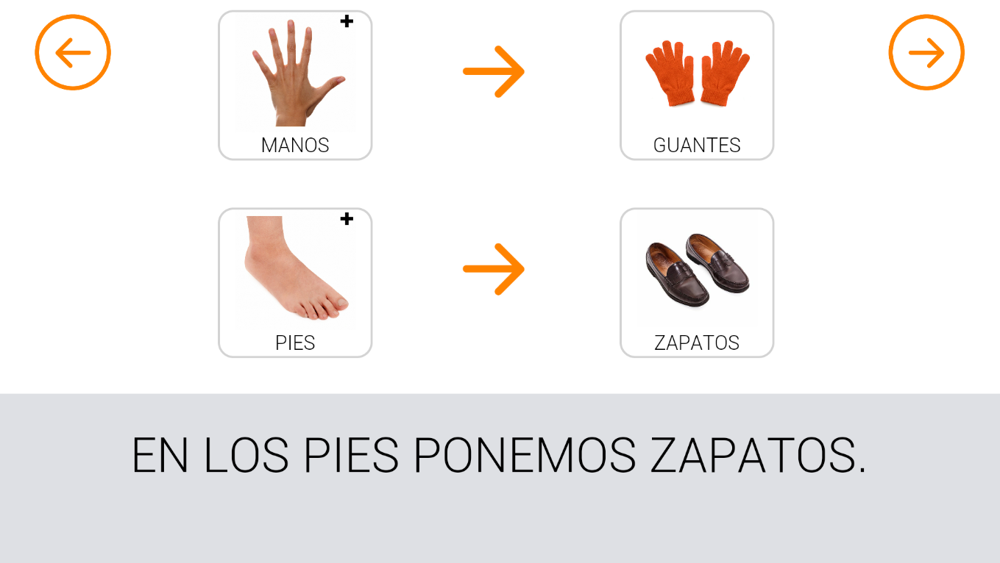 MANOS
GUANTES
PIES
ZAPATOS
EN LOS PIES PONEMOS ZAPATOS.